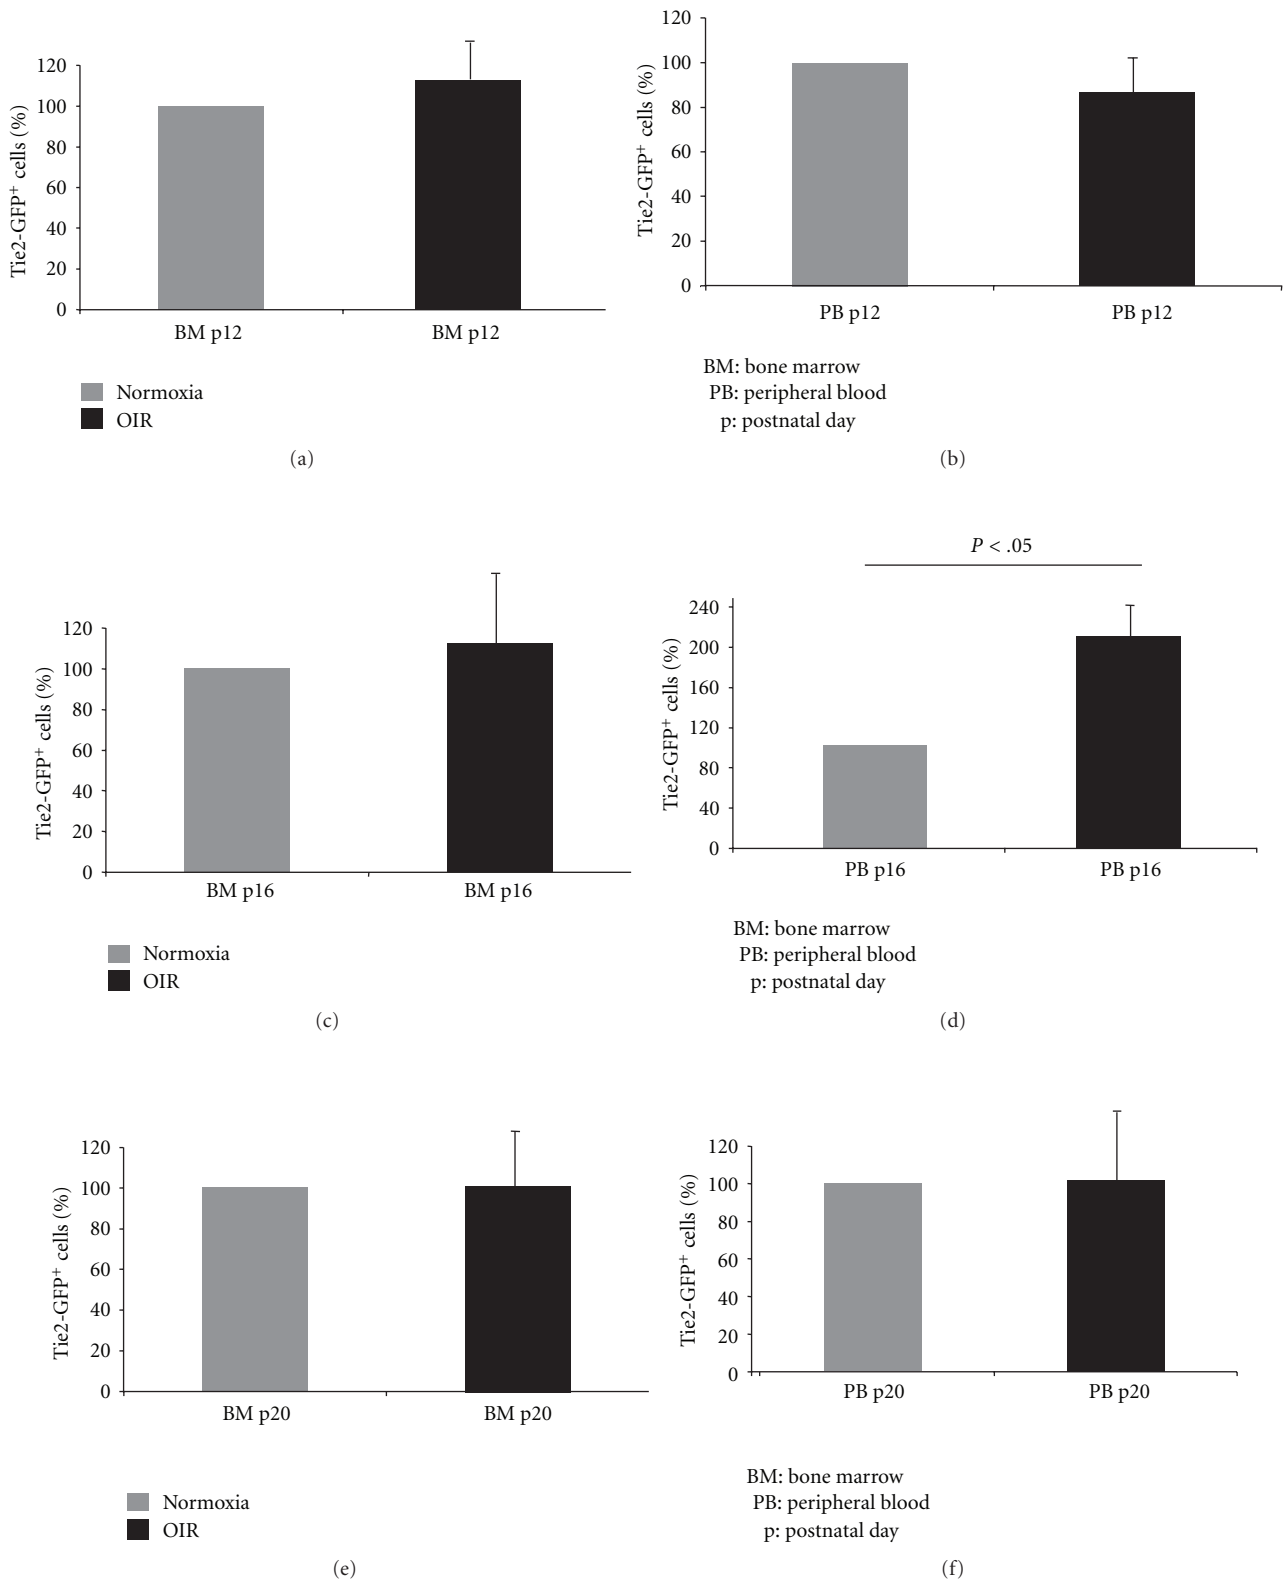 120
100
80
60
40
20
0
Tie2-GFP+ cells (%)
BM p12
BM p12
Normoxia
OIR
(a)
120
100
80
60
40
20
0
Tie2-GFP+ cells (%)
PB p12
PB p12
BM: bone marrow
PB: peripheral blood
p: postnatal day
(b)
120
100
80
60
40
20
0
Tie2-GFP+ cells (%)
BM p16
BM p16
Normoxia
OIR
(c)
P < .05
240
200
160
120
80
40
0
Tie2-GFP+ cells (%)
PB p16
PB p16
BM: bone marrow
PB: peripheral blood
p: postnatal day
(d)
120
100
80
60
40
20
0
Tie2-GFP+ cells (%)
BM p20
BM p20
Normoxia
OIR
(e)
120
100
80
60
40
20
0
Tie2-GFP+ cells (%)
PB p20
PB p20
BM: bone marrow
PB: peripheral blood
p: postnatal day
(f)